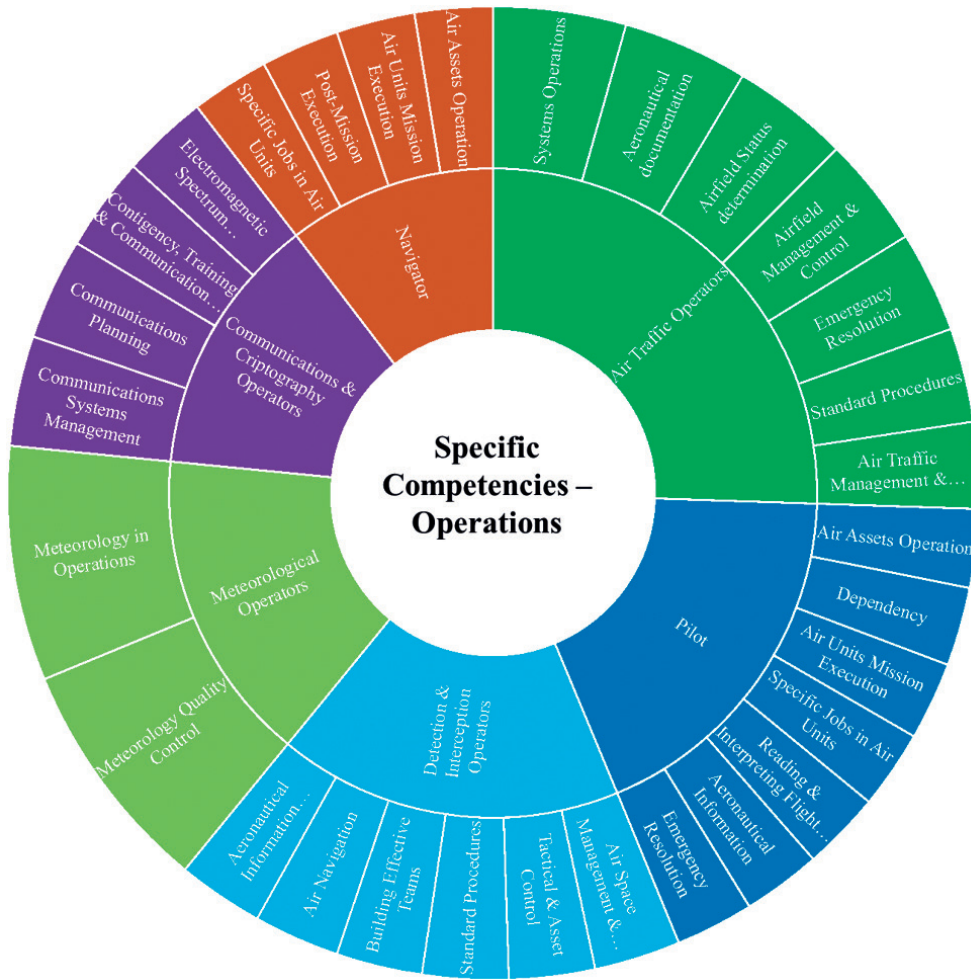 Specific
Competencies –
Operations
Air Traffic Operators
Systems Operations
Aeronautical
documentation
Airfield Status
determination
Airfield
Management &
Control
Emergency
Resolution
Standard Procedures
Air Traffic
Management &…
Pilot
Air Assets Operation
Dependency
Air Units Mission
Execution
Specific Jobs in Air
Units
Reading &
Interpreting Flight…
Aeronautical
Information
Emergency
Resolution
Detection &
Interception
Operators
Air Space
Management &…
Tactical & Asset
Control
Standard Procedures
Building Effective
Teams
Air Navigation
Aeronautical
Information…
Meteorological
Operators
Meteorology Quality
Control
Meteorology in
Operations
Communications &
Criptography
Operators
Communications
Systems
Management
Communications
Planning
Contigency, Training
& Communication…
Electromagnetic
Spectrum…
Navigator
Specific Jobs in Air
Units
Post-Mission
Execution
Air Units Mission
Execution
Air Assets Operation